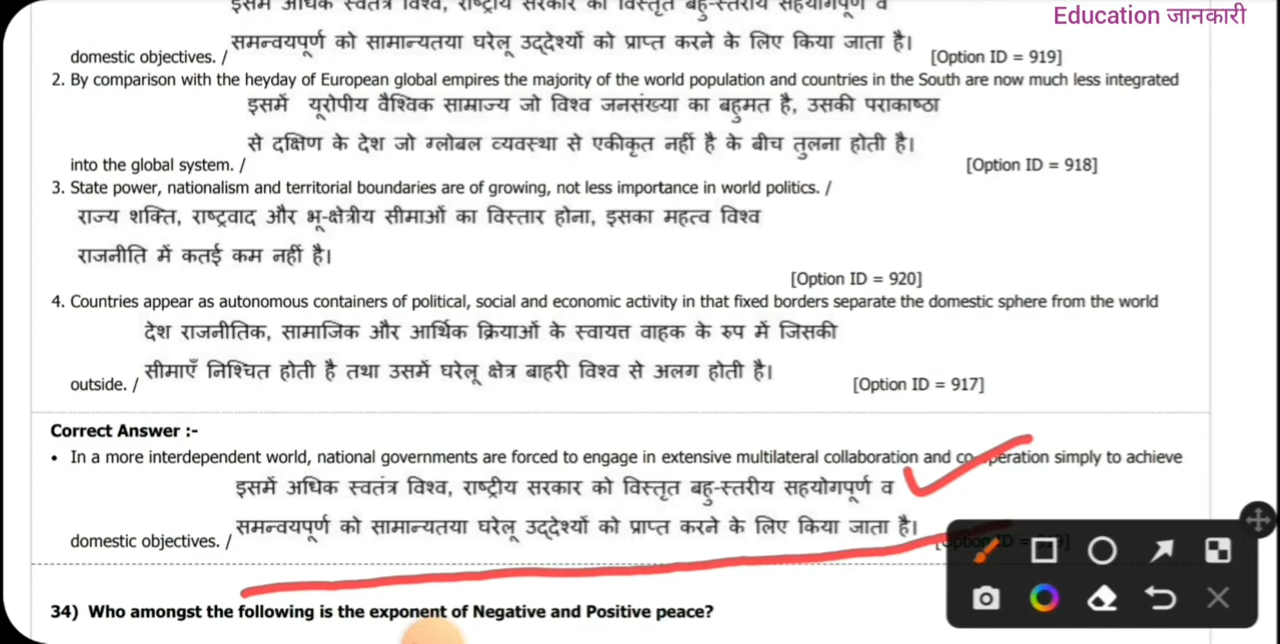 इसमें अधिक स्वतंत्र विश्व, राष्ट्रीय सरकार को विस्तृत बहु-स्तरीय सहयोगपूर्ण व
Education जानकारी
समन्वयपूर्ण को सामान्यतया घरेलू उद्देश्यों को प्राप्त करने के लिए किया जाता है।
domestic objectives. / [Option ID = 919]
2. By comparison with the heyday of European global empires the majority of the world population and countries in the South are now much less integrated
इसमें यूरोपीय वैश्विक साम्राज्य जो विश्व जनसंख्या का बहुमत है, उसकी पराकाष्ठा
से दक्षिण के देश जो ग्लोबल व्यवस्था से एकीकृत नहीं है के बीच तुलना होती है।
into the global system. / [Option ID = 918]
3. State power, nationalism and territorial boundaries are of growing, not less importance in world politics. /
राज्य शक्ति, राष्ट्रवाद और भू-क्षेत्रीय सीमाओं का विस्तार होना, इसका महत्व विश्व
राजनीति में कतई कम नहीं है।
[Option ID = 920]
4. Countries appear as autonomous containers of political, social and economic activity in that fixed borders separate the domestic sphere from the world
देश राजनीतिक, सामाजिक और आर्थिक क्रियाओं के स्वायत्त वाहक के रुप में जिसकी
सीमाएँ निश्चित होती है तथा उसमें घरेलू क्षेत्र बाहरी विश्व से अलग होती है।
outside. / [Option ID = 917]
Correct Answer :-
• In a more interdependent world, national governments are forced to engage in extensive multilateral collaboration and co-operation simply to achieve
इसमें अधिक स्वतंत्र विश्व, राष्ट्रीय सरकार को विस्तृत बहु-स्तरीय सहयोगपूर्ण व
समन्वयपूर्ण को सामान्यतया घरेलू उद्देश्यों को प्राप्त करने के लिए किया जाता है।
domestic objectives. / [Option ID = 919]
34) Who amongst the following is the exponent of Negative and Positive peace?